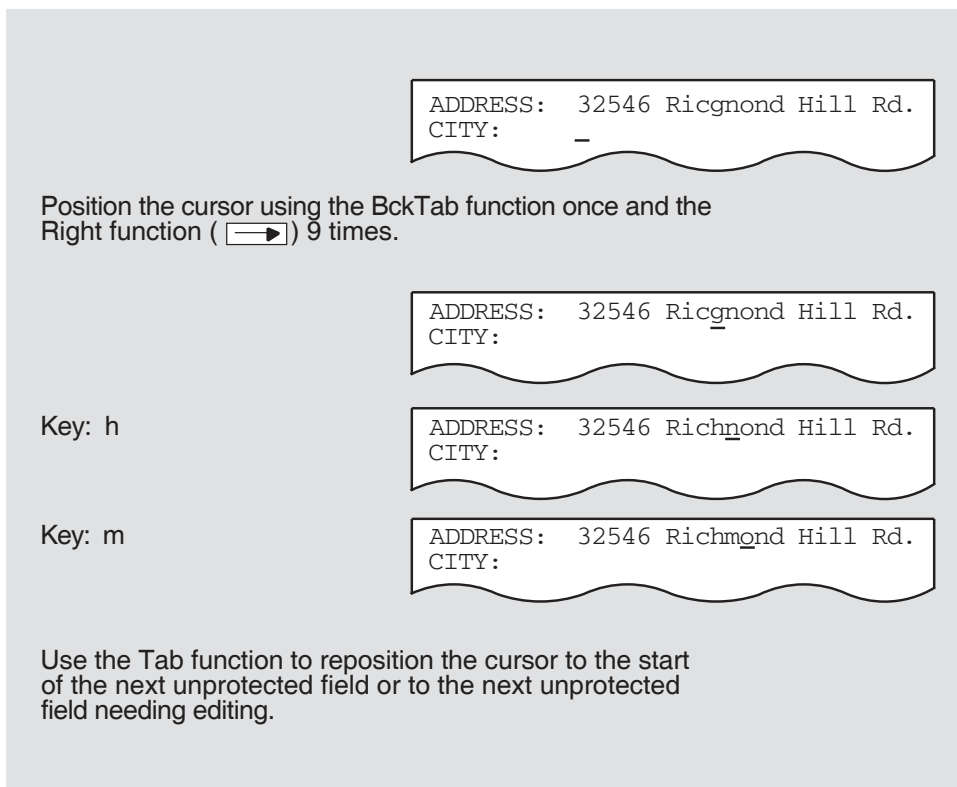 ADDRESS:  32546 Ricgnond Hill Rd.
CITY:     _
Position the cursor using the BckTab function once and the
Right function ( → ) 9 times.
ADDRESS:  32546 Ricgnond Hill Rd.
CITY:
Key: h
ADDRESS:  32546 Richnond Hill Rd.
CITY:
Key: m
ADDRESS:  32546 Richmond Hill Rd.
CITY:
Use the Tab function to reposition the cursor to the start
of the next unprotected field or to the next unprotected
field needing editing.